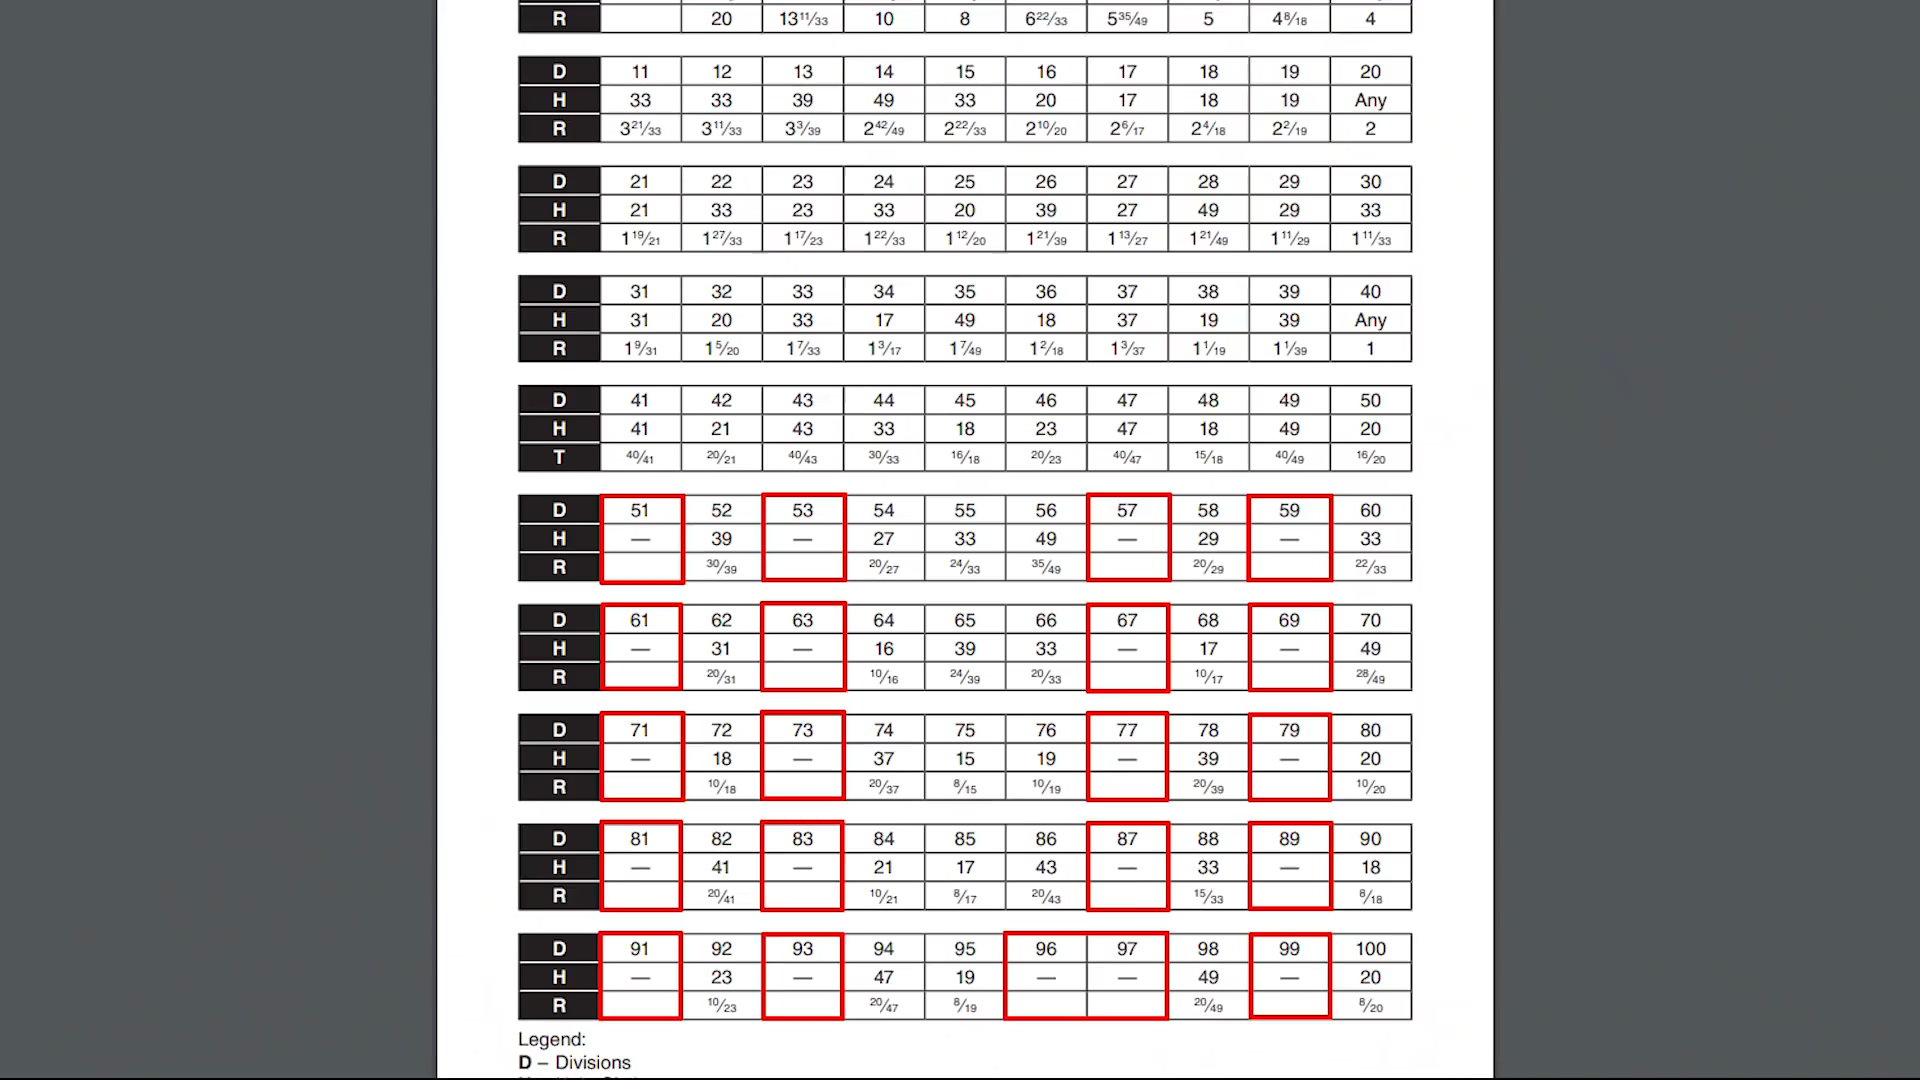 R 20 13 11/33 10 8 6 22/33 5 35/49 5 4 8/18 4
D 11 12 13 14 15 16 17 18 19 20
H 33 33 39 49 33 20 17 18 19 Any
R 3 21/33 3 11/33 3 3/39 2 42/49 2 22/33 2 10/20 2 6/17 2 4/18 2 2/19 2
D 21 22 23 24 25 26 27 28 29 30
H 21 33 23 33 20 39 27 49 29 33
R 1 19/21 1 27/33 1 17/23 1 22/33 1 12/20 1 21/39 1 13/27 1 21/49 1 11/29 1 11/33
D 31 32 33 34 35 36 37 38 39 40
H 31 20 33 17 49 18 37 19 39 Any
R 1 9/31 1 5/20 1 7/33 1 3/17 1 7/49 1 2/18 1 3/37 1 1/19 1 1/39 1
D 41 42 43 44 45 46 47 48 49 50
H 41 21 43 33 18 23 47 18 49 20
T 40/41 20/21 40/43 30/33 16/18 20/23 40/47 15/18 40/49 16/20
D 51 52 53 54 55 56 57 58 59 60
H — 39 — 27 33 49 — 29 — 33
R 30/39 20/27 24/33 35/49 20/29 22/33
D 61 62 63 64 65 66 67 68 69 70
H — 31 — 16 39 33 — 17 — 49
R 20/31 10/16 24/39 20/33 10/17 28/49
D 71 72 73 74 75 76 77 78 79 80
H — 18 — 37 15 19 — 39 — 20
R 10/18 20/37 8/15 10/19 20/39 10/20
D 81 82 83 84 85 86 87 88 89 90
H — 41 — 21 17 43 — 33 — 18
R 20/41 10/21 8/17 20/43 15/33 8/18
D 91 92 93 94 95 96 97 98 99 100
H — 23 — 47 19 — — 49 — 20
R 10/23 20/47 8/19 20/49 8/20
Legend:
D – Divisions